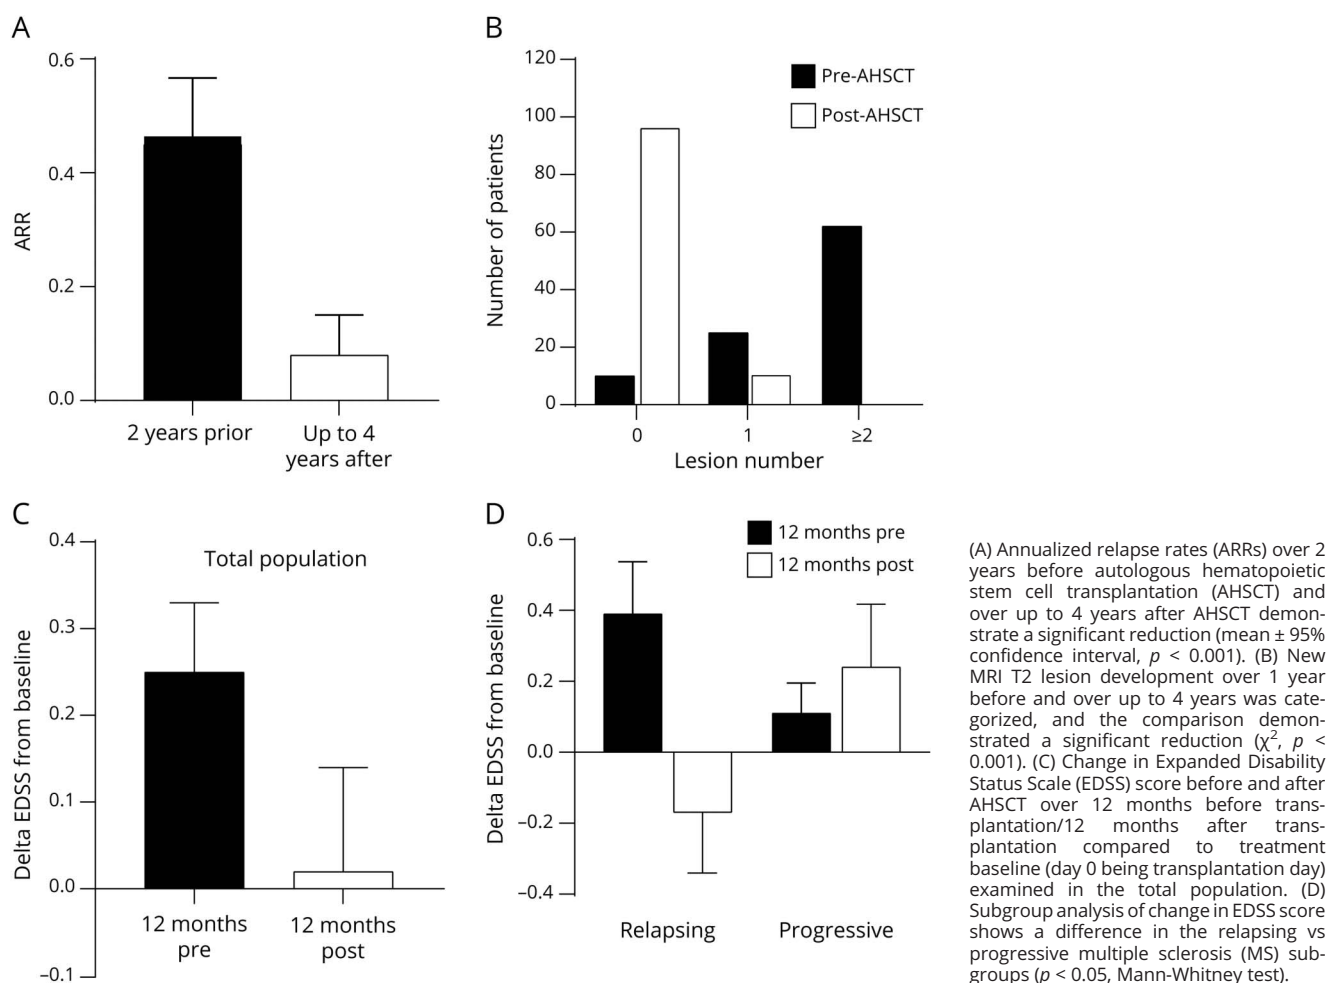 A
0.6
0.4
0.2
0.0
ARR
2 years prior
Up to 4
years after
B
120
100
80
60
40
20
0
Number of patients
Pre-AHSCT
Post-AHSCT
0
1
≥2
Lesion number
C
0.4
0.3
0.2
0.1
0.0
–0.1
Delta EDSS from baseline
Total population
12 months
pre
12 months
post
D
0.6
0.4
0.2
0.0
–0.2
–0.4
Delta EDSS from baseline
12 months pre
12 months post
Relapsing
Progressive
(A) Annualized relapse rates (ARRs) over 2
years before autologous hematopoietic
stem cell transplantation (AHSCT) and
over up to 4 years after AHSCT demon-
strate a significant reduction (mean ± 95%
confidence interval, p < 0.001). (B) New
MRI T2 lesion development over 1 year
before and over up to 4 years was cate-
gorized, and the comparison demon-
strated a significant reduction (χ², p <
0.001). (C) Change in Expanded Disability
Status Scale (EDSS) score before and after
AHSCT over 12 months before trans-
plantation/12 months after trans-
plantation compared to treatment
baseline (day 0 being transplantation day)
examined in the total population. (D)
Subgroup analysis of change in EDSS score
shows a difference in the relapsing vs
progressive multiple sclerosis (MS) sub-
groups (p < 0.05, Mann-Whitney test).